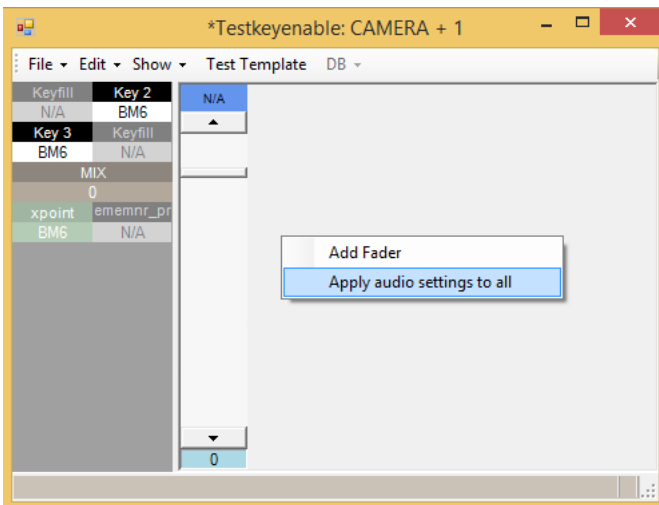 *Testkeyenable: CAMERA + 1
File Edit Show Test Template DB
Keyfill Key 2 N/A
N/A BM6
Key 3 Keyfill
BM6 N/A
MIX
0
xpoint ememnr_pr
BM6 N/A
Add Fader
Apply audio settings to all
0